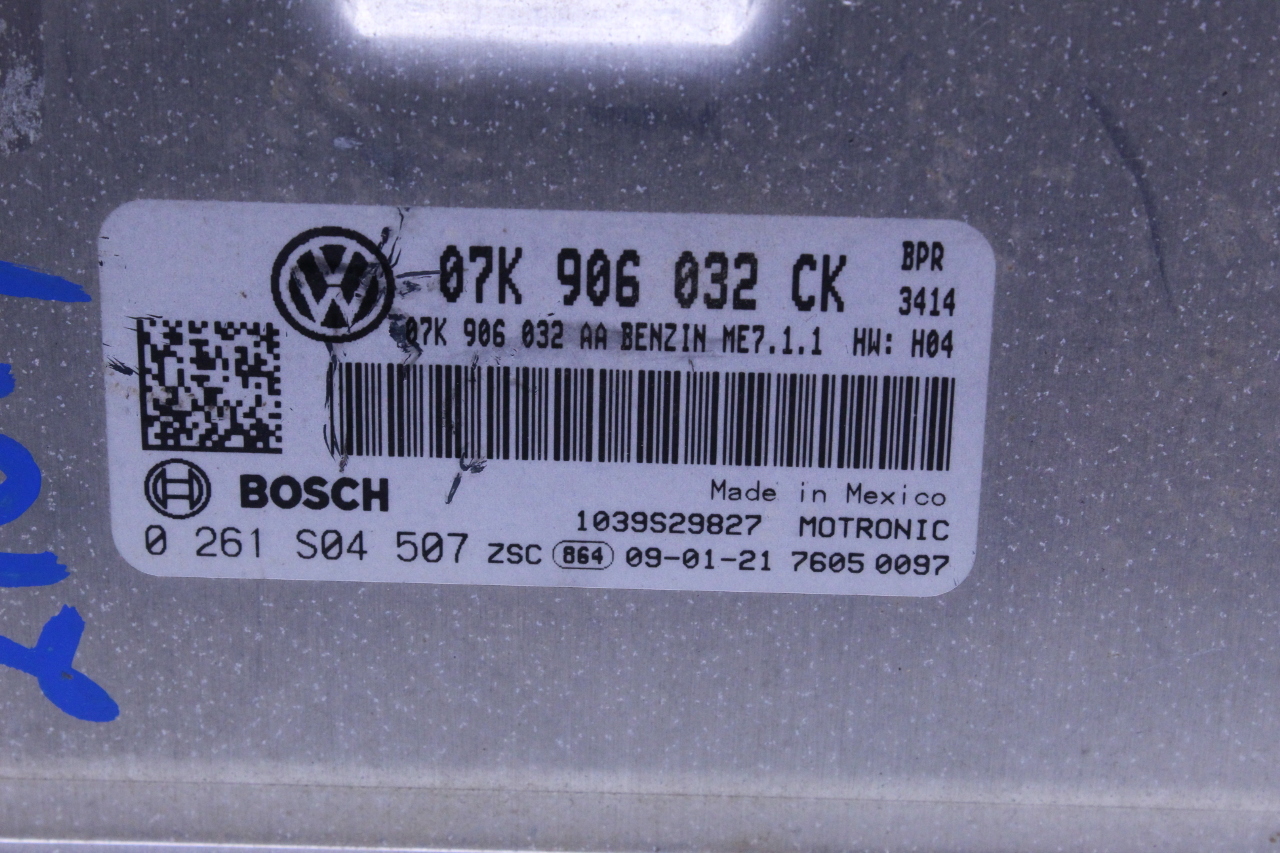 07K 906 032 CK
BPR
3414
07K 906 032 AA BENZIN ME7.1.1 HW: H04
BOSCH
Made in Mexico
1039S29827 MOTRONIC
0 261 S04 507 ZSC 864 09-01-21 7605 0097